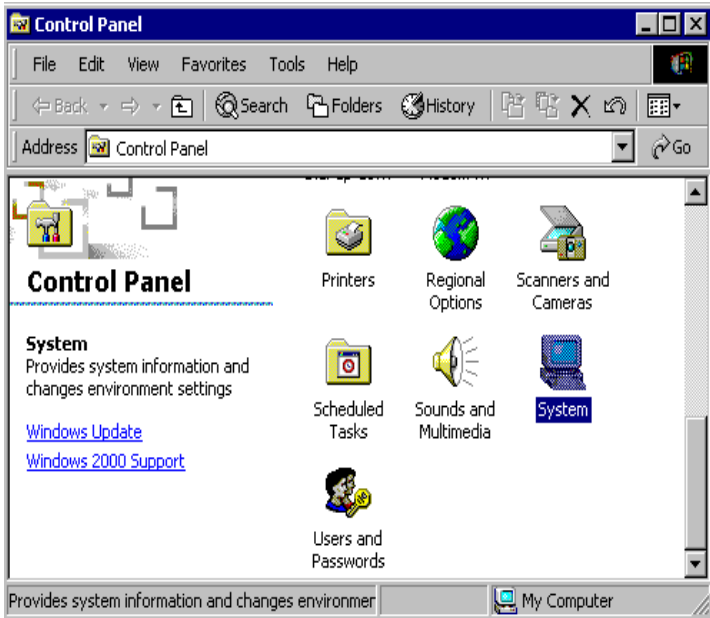 Control Panel
File Edit View Favorites Tools Help
Back Search Folders History
Address Control Panel Go
Control Panel
System
Provides system information and
changes environment settings
Windows Update
Windows 2000 Support
Printers
Regional
Options
Scanners and
Cameras
Scheduled
Tasks
Sounds and
Multimedia
System
Users and
Passwords
Provides system information and changes environmer
My Computer